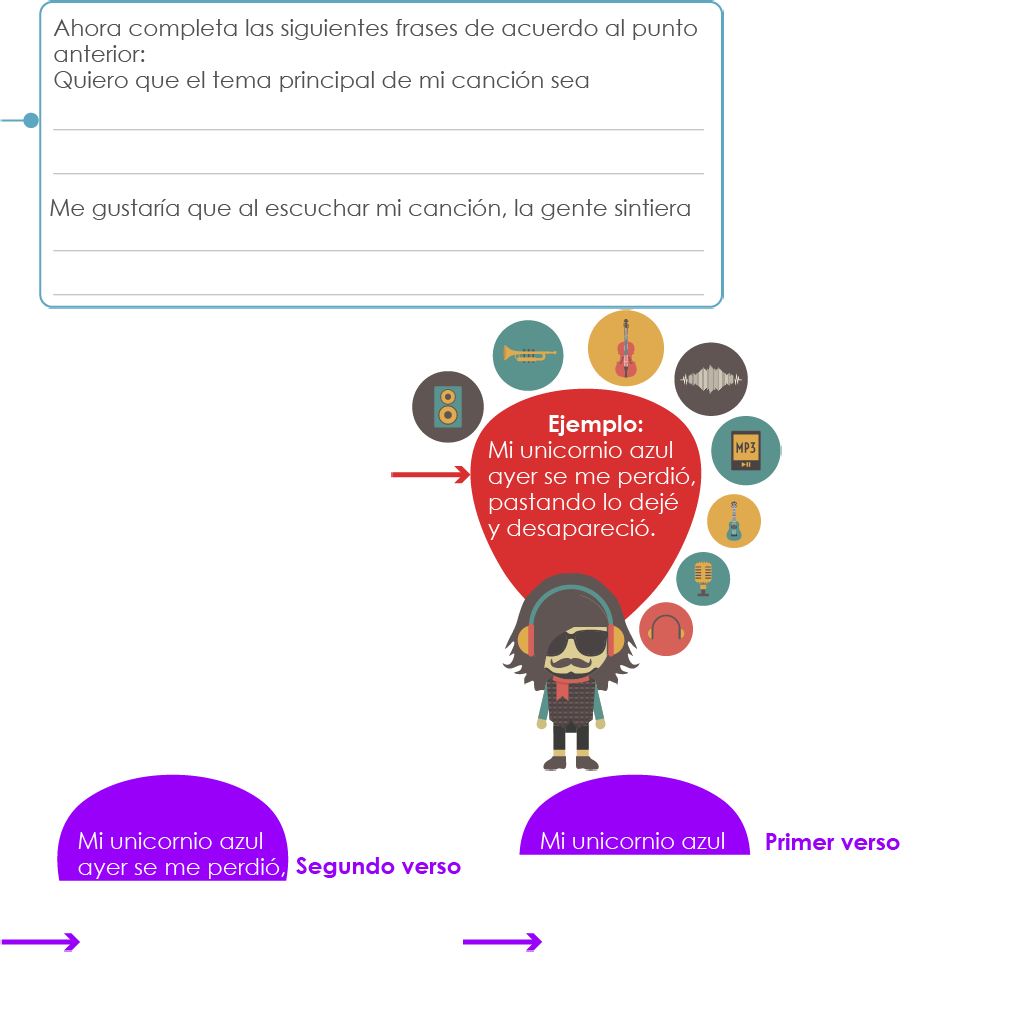 Ahora completa las siguientes frases de acuerdo al punto
anterior:
Quiero que el tema principal de mi canción sea
Me gustaría que al escuchar mi canción, la gente sintiera
Ejemplo:
Mi unicornio azul
ayer se me perdió,
pastando lo dejé
y desapareció.
MP3
Mi unicornio azul
ayer se me perdió,
Segundo verso
Mi unicornio azul
Primer verso